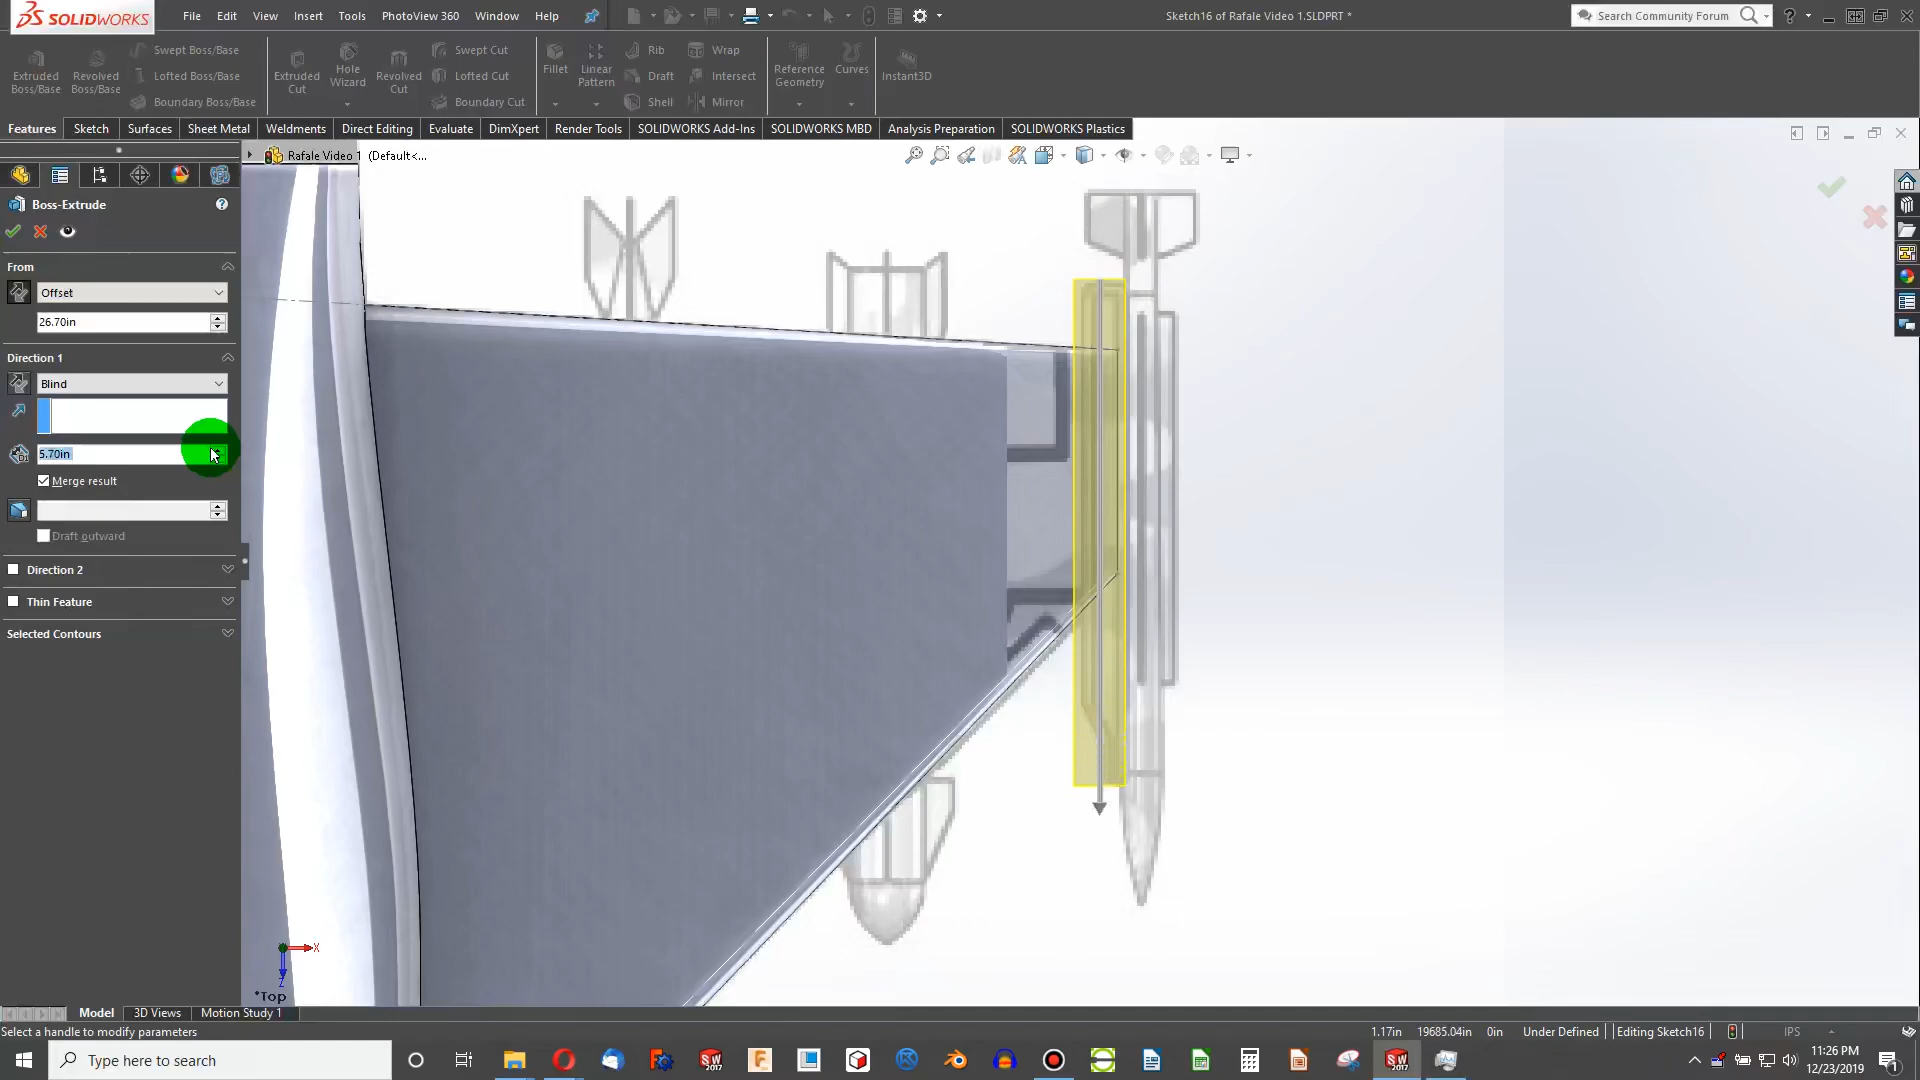 SOLIDWORKS
File Edit View Insert Tools PhotoView 360 Window Help
Sketch16 of Rafale Video 1.SLDPRT *
Search Community Forum
Extruded Boss/Base
Revolved Boss/Base
Swept Boss/Base
Lofted Boss/Base
Boundary Boss/Base
Extruded Cut
Hole Wizard
Revolved Cut
Swept Cut
Lofted Cut
Boundary Cut
Fillet
Linear Pattern
Rib
Draft
Shell
Wrap
Intersect
Mirror
Reference Geometry
Curves
Instant3D
Features Sketch Surfaces Sheet Metal Weldments Direct Editing Evaluate DimXpert Render Tools SOLIDWORKS Add-Ins SOLIDWORKS MBD Analysis Preparation SOLIDWORKS Plastics
Rafale Video 1 (Default<...
Boss-Extrude
From
Offset
26.70in
Direction 1
Blind
5.70in
Merge result
Draft outward
Direction 2
Thin Feature
Selected Contours
X
Z
*Top
Model 3D Views Motion Study 1
Select a handle to modify parameters
1.17in 19685.04in 0in Under Defined Editing Sketch16 IPS
Type here to search
11:26 PM
12/23/2019